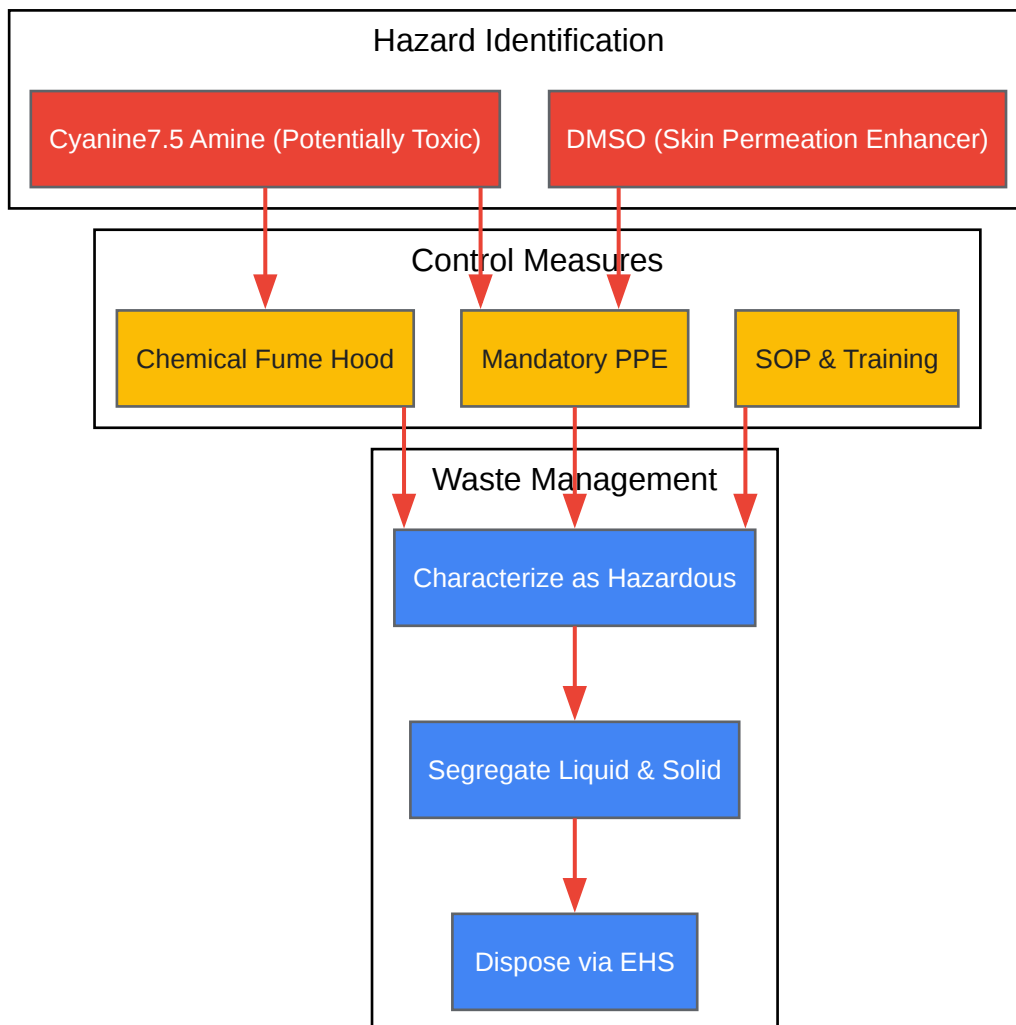 Hazard Identification
Cyanine7.5 Amine (Potentially Toxic)
DMSO (Skin Permeation Enhancer)
Control Measures
Chemical Fume Hood
Mandatory PPE
SOP & Training
Waste Management
Characterize as Hazardous
Segregate Liquid & Solid
Dispose via EHS